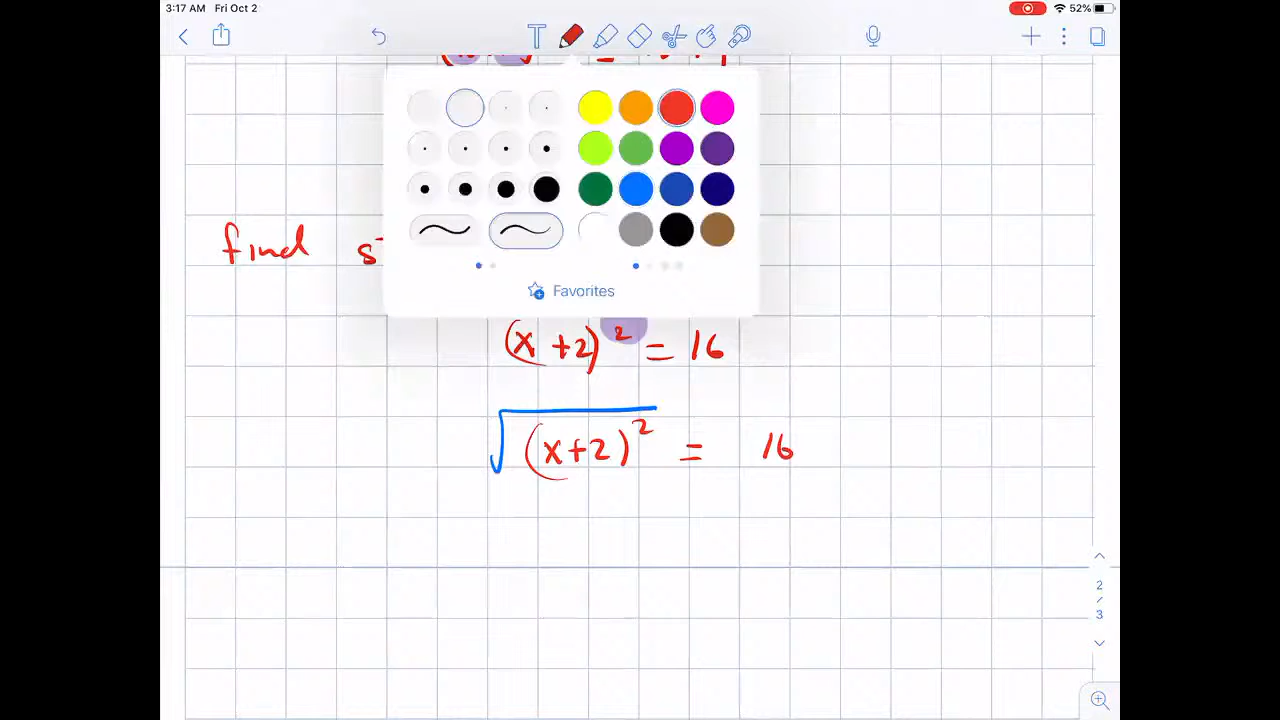 3:17 AM Fri Oct 2
52%
T
find
Favorites
(x+2)² = 16
√(x+2)² = 16
2
3